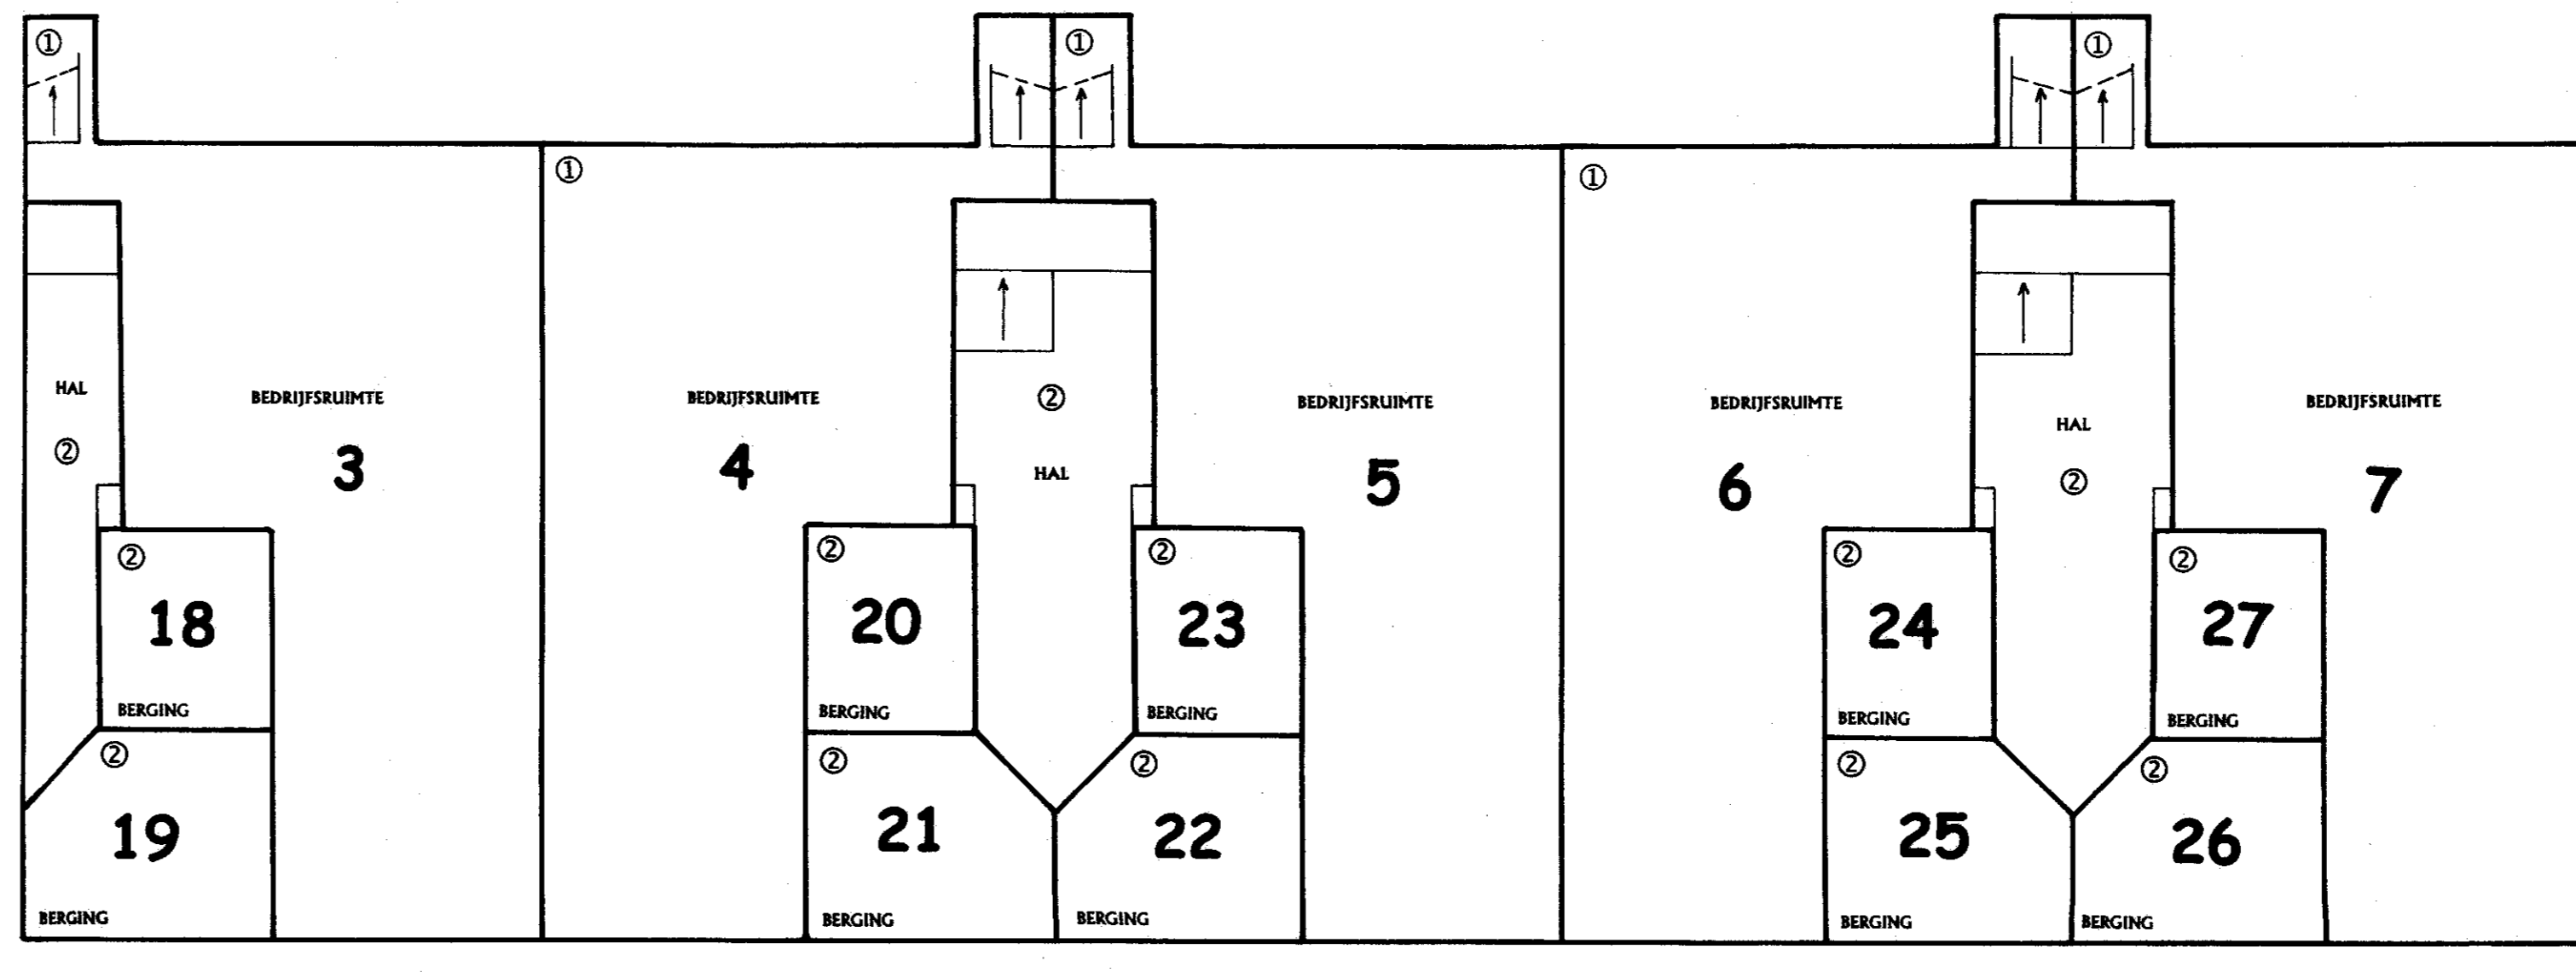 ①
①
①
①
①
HAL
②
BEDRIJFSRUIMTE
3
BEDRIJFSRUIMTE
4
②
HAL
BEDRIJFSRUIMTE
5
BEDRIJFSRUIMTE
6
HAL
②
BEDRIJFSRUIMTE
7
②
18
BERGING
②
19
BERGING
②
20
BERGING
②
21
BERGING
②
23
BERGING
②
22
BERGING
②
24
BERGING
②
25
BERGING
②
27
BERGING
②
26
BERGING